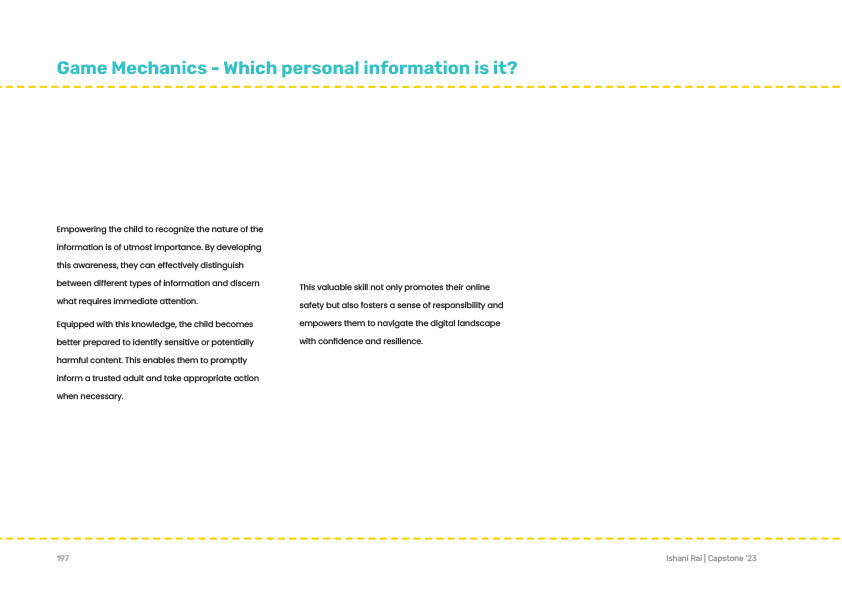 Game Mechanics - Which personal information is it?
Empowering the child to recognize the nature of the
information is of utmost importance. By developing
this awareness, they can effectively distinguish
between different types of information and discern
what requires immediate attention.
Equipped with this knowledge, the child becomes
better prepared to identify sensitive or potentially
harmful content. This enables them to promptly
inform a trusted adult and take appropriate action
when necessary.
This valuable skill not only promotes their online
safety but also fosters a sense of responsibility and
empowers them to navigate the digital landscape
with confidence and resilience.
197
Ishani Rai | Capstone '23